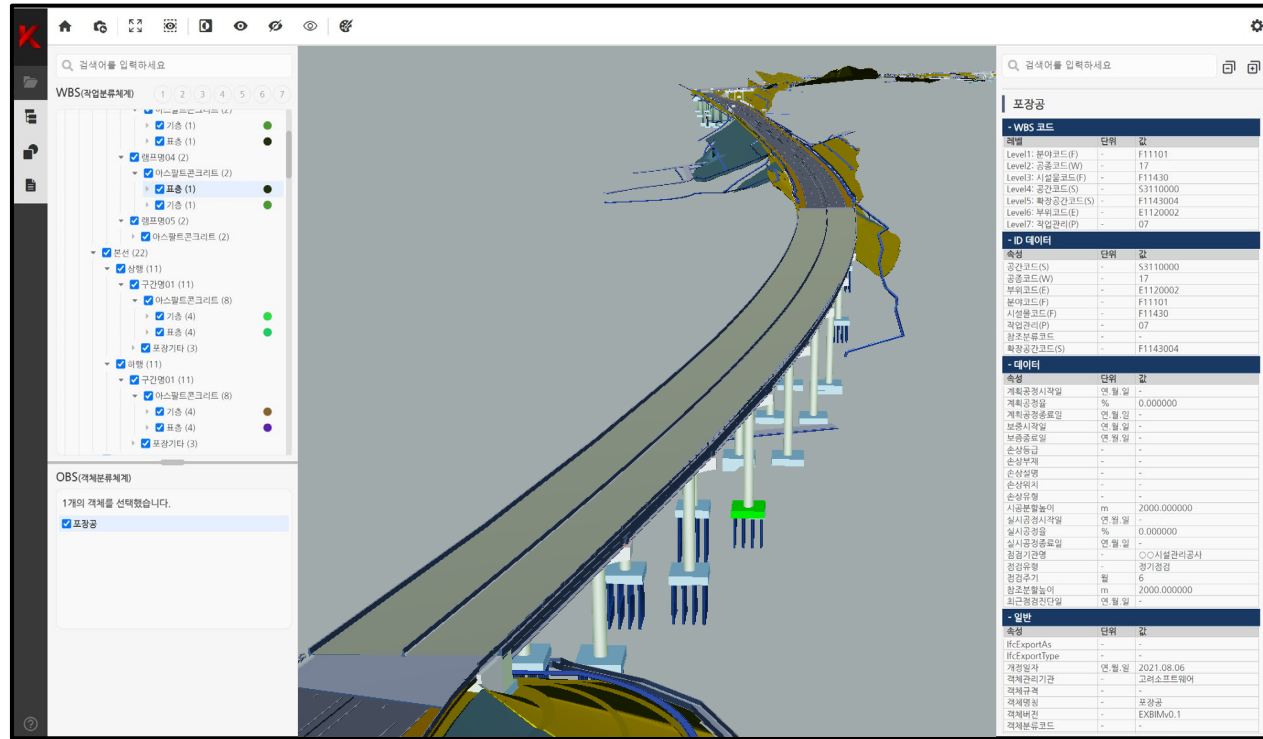 검색어를 입력하세요
WBS(작업분류체계) 1 2 3 4 5 6 7
아스팔트콘크리트 (2)
기층 (1)
표층 (1)
램프명04 (2)
아스팔트콘크리트 (2)
표층 (1)
기층 (1)
램프명05 (2)
아스팔트콘크리트 (2)
본선 (22)
상행 (11)
구간명01 (11)
아스팔트콘크리트 (8)
기층 (4)
표층 (4)
포장기타 (3)
하행 (11)
구간명01 (11)
아스팔트콘크리트 (8)
기층 (4)
표층 (4)
포장기타 (3)
OBS(객체분류체계)
1개의 객체를 선택했습니다.
포장공
검색어를 입력하세요
포장공
- WBS 코드
레벨 단위 값
Level1: 분야코드(F) - F11101
Level2: 공종코드(W) - 17
Level3: 시설물코드(F) - F11430
Level4: 공간코드(S) - S3110000
Level5: 확장공간코드(S) - F1143004
Level6: 부위코드(E) - E1120002
Level7: 작업관리(P) - 07
- ID 데이터
속성 단위 값
공간코드(S) - S3110000
공종코드(W) - 17
부위코드(E) - E1120002
분야코드(F) - F11101
시설물코드(F) - F11430
작업관리(P) - 07
참조분류코드 - -
확장공간코드(S) - F1143004
- 데이터
속성 단위 값
계획공정시작일 연.월.일 -
계획공정율 % 0.000000
계획공정종료일 연.월.일 -
보증시작일 연.월.일 -
보증종료일 연.월.일 -
손상등급 - -
손상부재 - -
손상설명 - -
손상위치 - -
손상유형 - -
시공분할높이 m 2000.000000
실시공정시작일 연.월.일 -
실시공정율 % 0.000000
실시공정종료일 연.월.일 -
점검기관명 - ○○시설관리공사
점검유형 - 정기점검
점검주기 월 6
참조분할높이 m 2000.000000
최근점검진단일 연.월.일 -
- 일반
속성 단위 값
IfcExportAs - -
IfcExportType - -
개정일자 연.월.일 2021.08.06
객체관리기관 - 고려소프트웨어
객체규격 - -
객체명칭 - 포장공
객체버전 - EXBIMv0.1
객체분류코드 - -